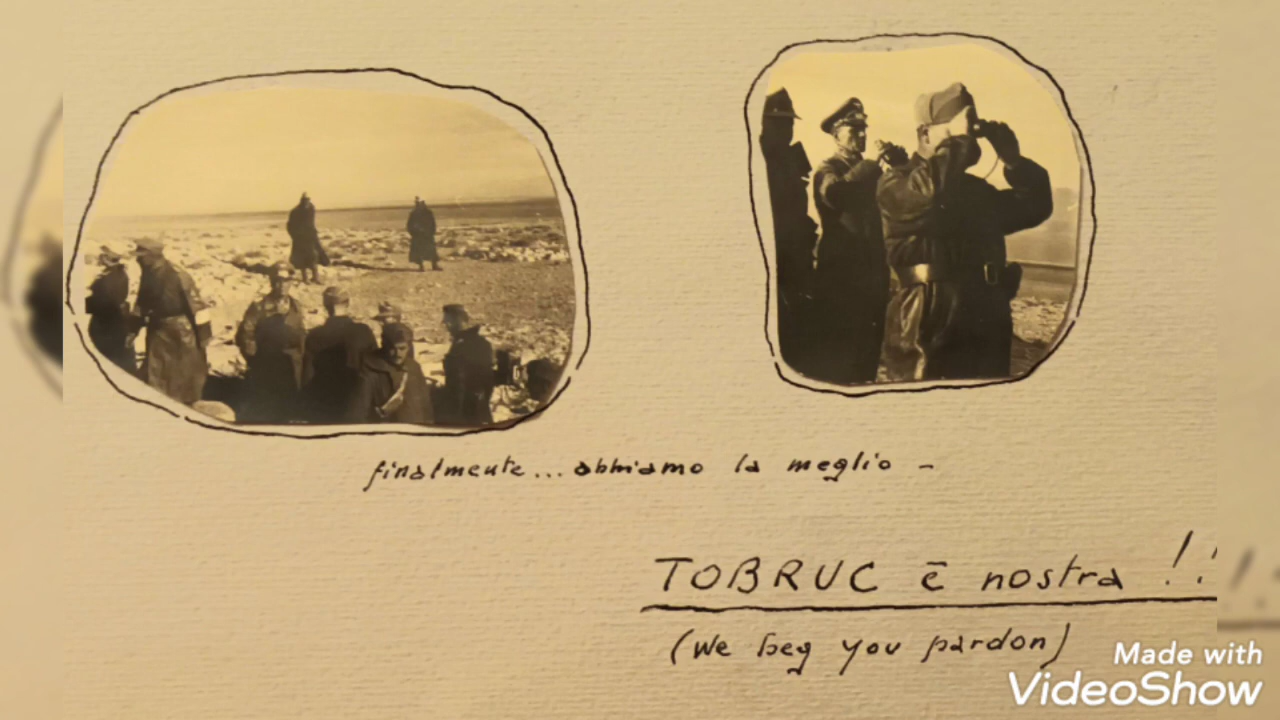 finalmente... abbiamo la meglio -
TOBRUC ē nostra !!
(We beg you pardon)
Made with
VideoShow